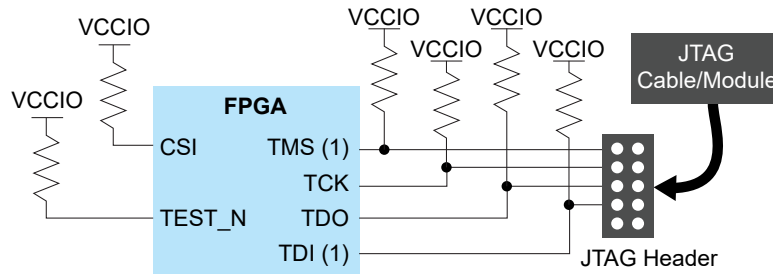 VCCIO
VCCIO
VCCIO
VCCIO
VCCIO
VCCIO
JTAG
Cable/Module
FPGA
CSI
TMS (1)
TCK
TEST_N
TDO
TDI (1)
JTAG Header